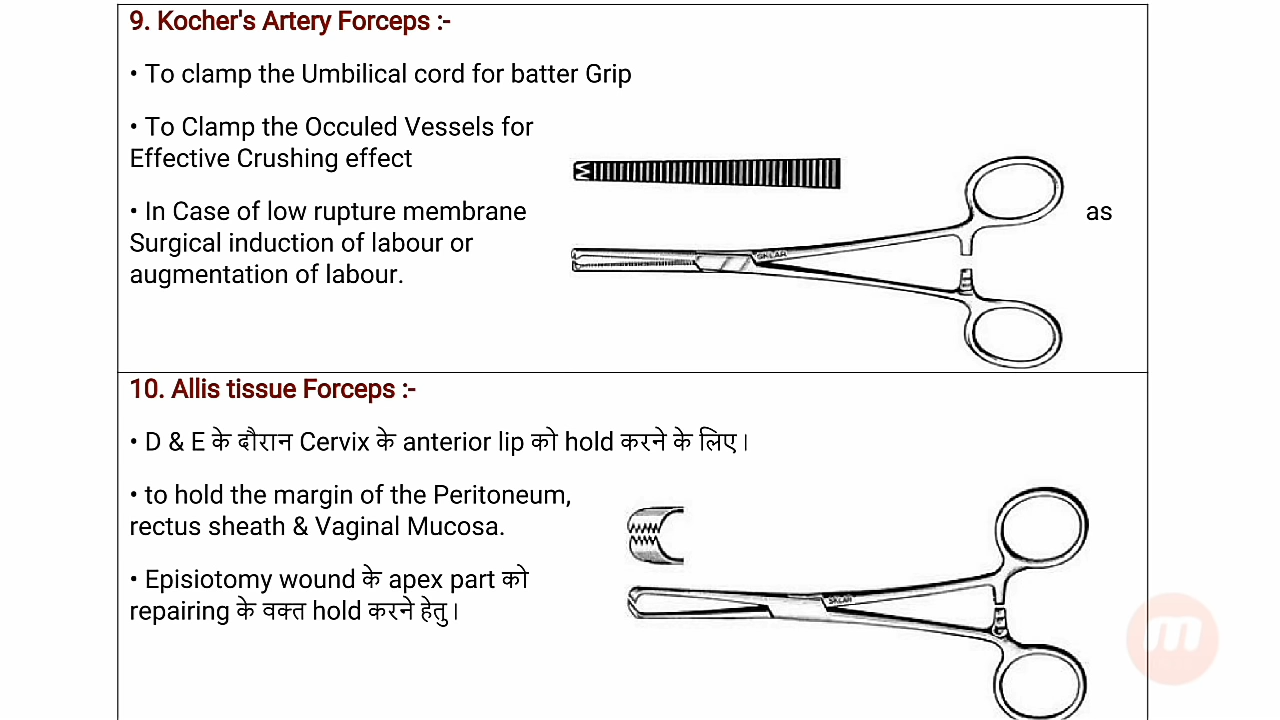 9. Kocher's Artery Forceps :-
• To clamp the Umbilical cord for batter Grip
• To Clamp the Occuled Vessels for
Effective Crushing effect
• In Case of low rupture membrane as
Surgical induction of labour or
augmentation of labour.
SKLAR
10. Allis tissue Forceps :-
• D & E के दौरान Cervix के anterior lip को hold करने के लिए।
• to hold the margin of the Peritoneum,
rectus sheath & Vaginal Mucosa.
• Episiotomy wound के apex part को
repairing के वक्त hold करने हेतु।
SKLAR
m